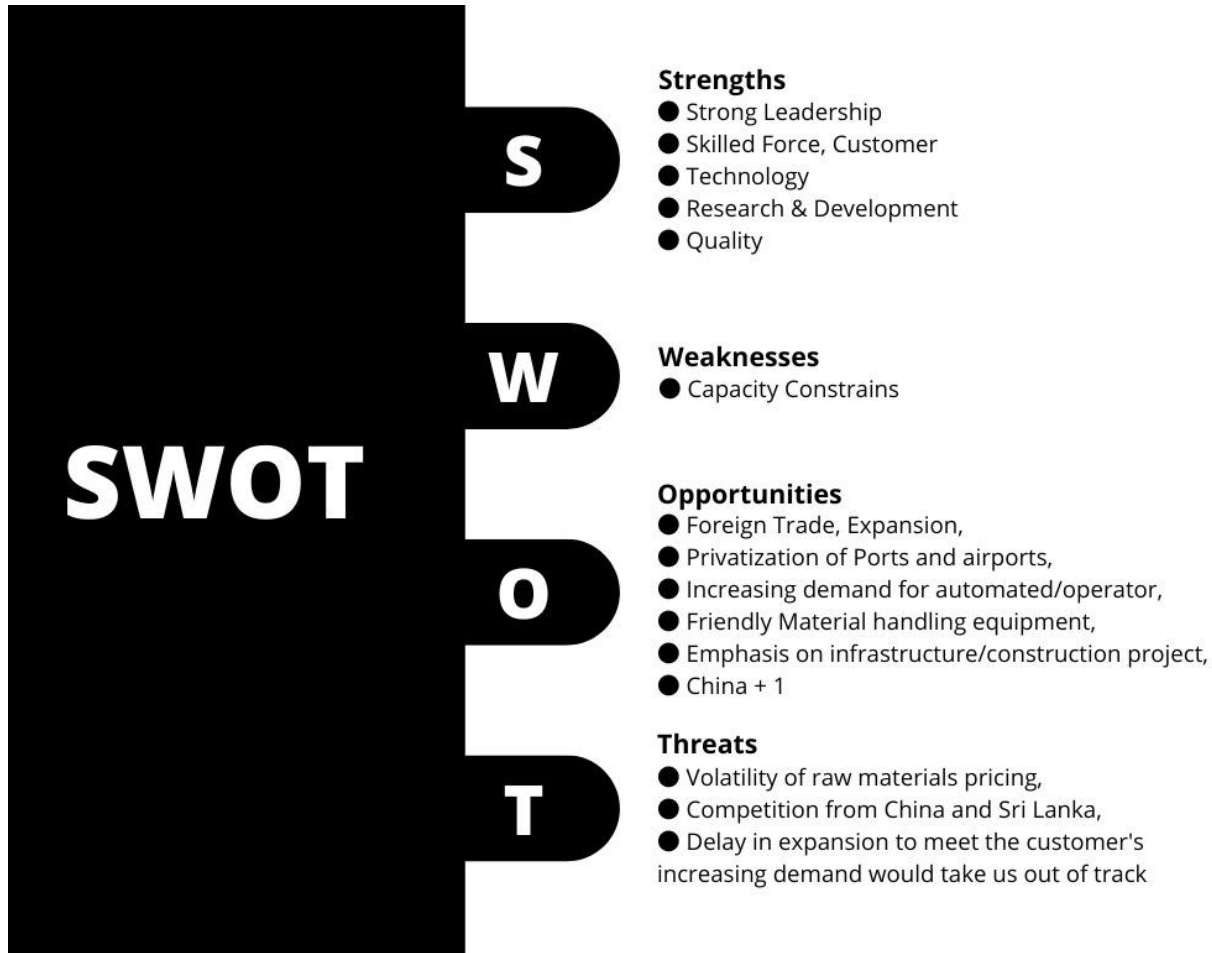 SWOT
S
Strengths
● Strong Leadership
● Skilled Force, Customer
● Technology
● Research & Development
● Quality
W
Weaknesses
● Capacity Constrains
O
Opportunities
● Foreign Trade, Expansion,
● Privatization of Ports and airports,
● Increasing demand for automated/operator,
● Friendly Material handling equipment,
● Emphasis on infrastructure/construction project,
● China + 1
T
Threats
● Volatility of raw materials pricing,
● Competition from China and Sri Lanka,
● Delay in expansion to meet the customer's
increasing demand would take us out of track